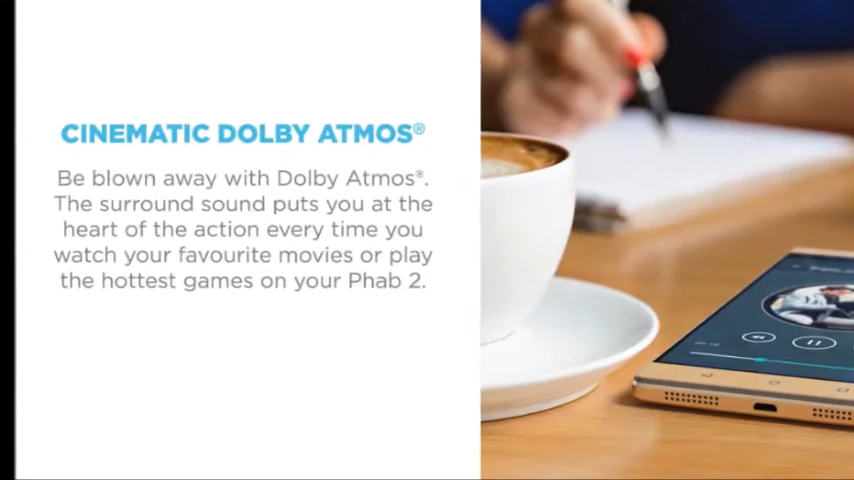 CINEMATIC DOLBY ATMOS®
Be blown away with Dolby Atmos®.
The surround sound puts you at the
heart of the action every time you
watch your favourite movies or play
the hottest games on your Phab 2.